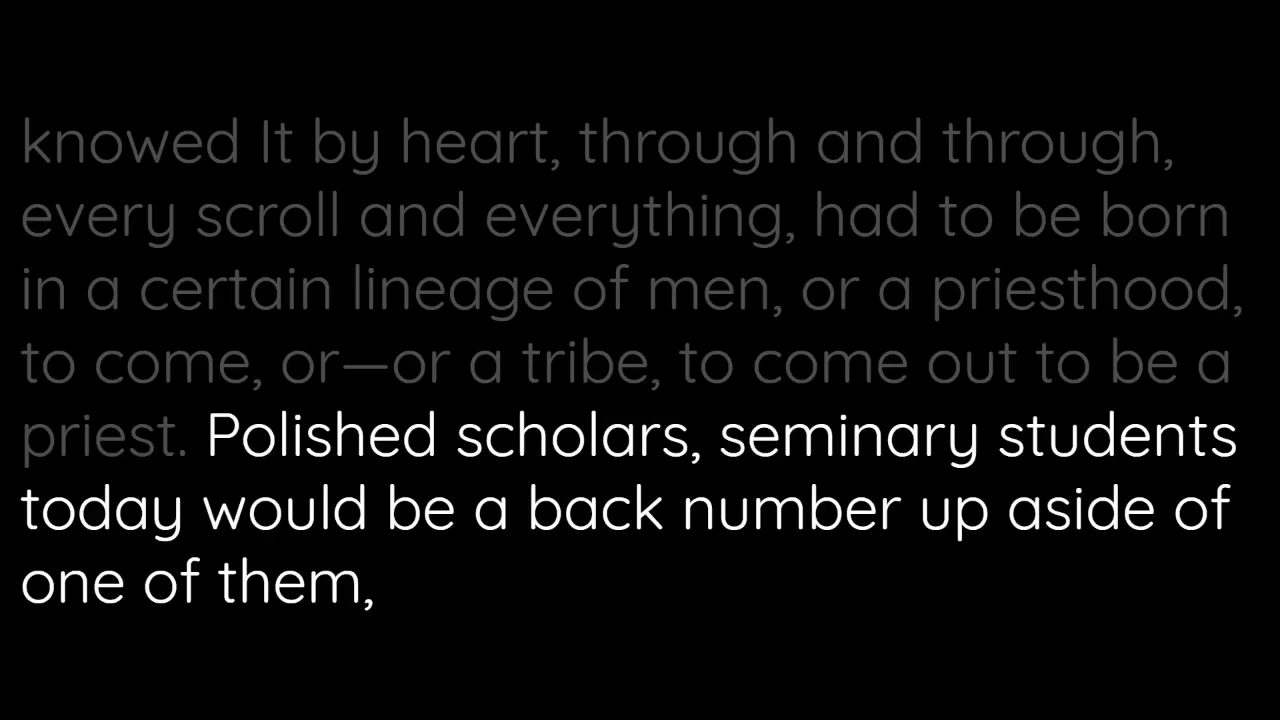 knowed It by heart, through and through,
every scroll and everything, had to be born
in a certain lineage of men, or a priesthood,
to come, or—or a tribe, to come out to be a
priest. Polished scholars, seminary students
today would be a back number up aside of
one of them,